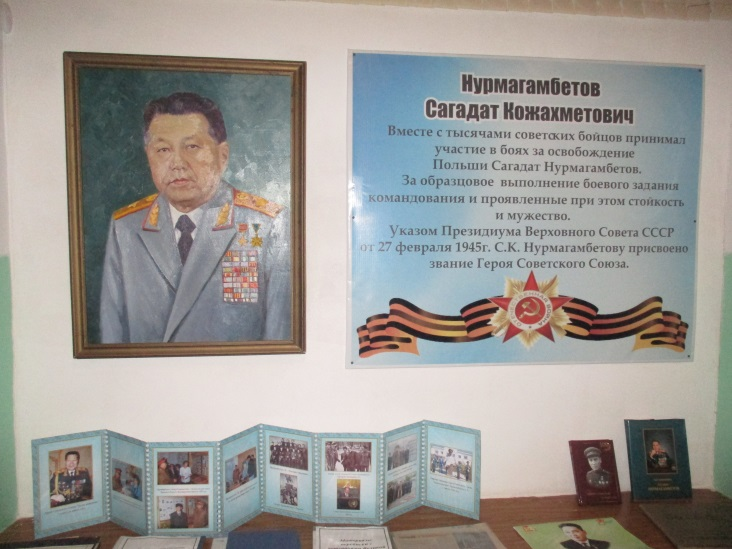 Нурмагамбетов
Сагадат Кожахметович
Вместе с тысячами советских бойцов принимал
участие в боях за освобождение
Польши Сагадат Нурмагамбетов.
За образцовое выполнение боевого задания
командования и проявленные при этом стойкость
и мужество.
Указом Президиума Верховного Совета СССР
от 27 февраля 1945г. С.К. Нурмагамбетову присвоено
звание Героя Советского Союза.